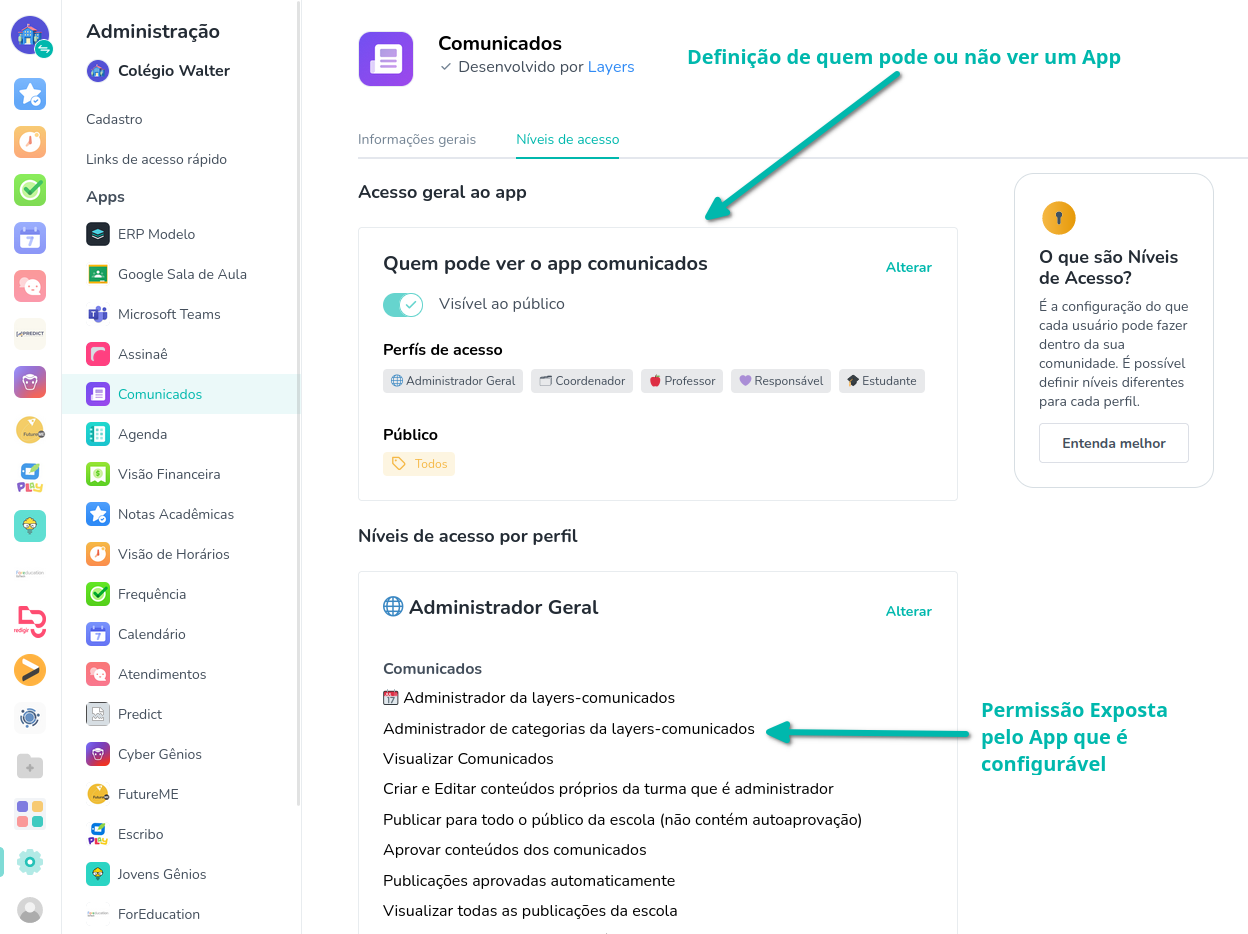 Administração
Colégio Walter
Cadastro
Links de acesso rápido
Apps
ERP Modelo
Google Sala de Aula
Microsoft Teams
Assinaê
Comunicados
Agenda
Visão Financeira
Notas Acadêmicas
Visão de Horários
Frequência
Calendário
Atendimentos
Predict
Cyber Gênios
FutureME
Escribo
Jovens Gênios
ForEducation
7
PREDICT
FutureME
PLAY
redigir
Comunicados
Desenvolvido por Layers
Definição de quem pode ou não ver um App
Informações gerais
Níveis de acesso
Acesso geral ao app
Quem pode ver o app comunicados
Alterar
Visível ao público
Perfís de acesso
Administrador Geral
Coordenador
Professor
Responsável
Estudante
Público
Todos
Níveis de acesso por perfil
Administrador Geral
Alterar
Comunicados
Administrador da layers-comunicados
Administrador de categorias da layers-comunicados
Visualizar Comunicados
Criar e Editar conteúdos próprios da turma que é administrador
Publicar para todo o público da escola (não contém autoaprovação)
Aprovar conteúdos dos comunicados
Publicações aprovadas automaticamente
Visualizar todas as publicações da escola
O que são Níveis
de Acesso?
É a configuração do que
cada usuário pode fazer
dentro da sua
comunidade. É possível
definir níveis diferentes
para cada perfil.
Entenda melhor
Permissão Exposta
pelo App que é
configurável